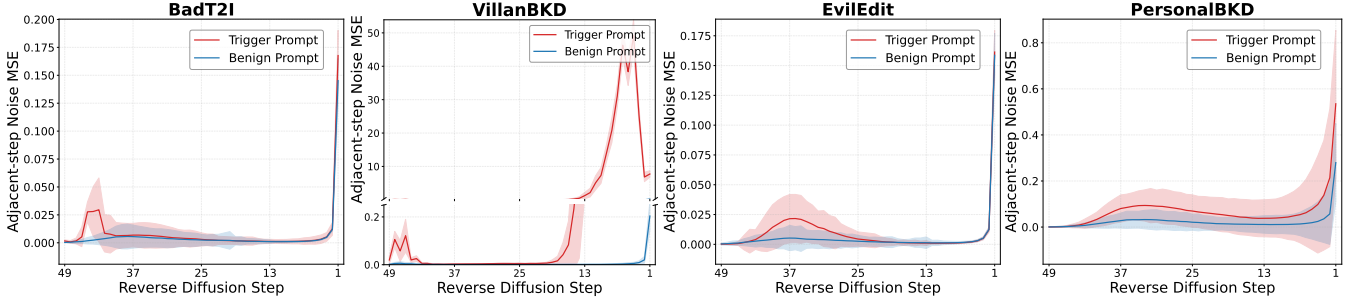 BadT2I
Adjacent-step Noise MSE
0.200
0.175
0.150
0.125
0.100
0.075
0.050
0.025
0.000
Trigger Prompt
Benign Prompt
49
37
25
13
1
Reverse Diffusion Step
VillanBKD
Adjacent-step Noise MSE
50
40
30
20
10
0.2
0.0
Trigger Prompt
Benign Prompt
49
37
25
13
1
Reverse Diffusion Step
EvilEdit
Adjacent-step Noise MSE
0.175
0.150
0.125
0.100
0.075
0.050
0.025
0.000
Trigger Prompt
Benign Prompt
49
37
25
13
1
Reverse Diffusion Step
PersonalBKD
Adjacent-step Noise MSE
0.8
0.6
0.4
0.2
0.0
Trigger Prompt
Benign Prompt
49
37
25
13
1
Reverse Diffusion Step